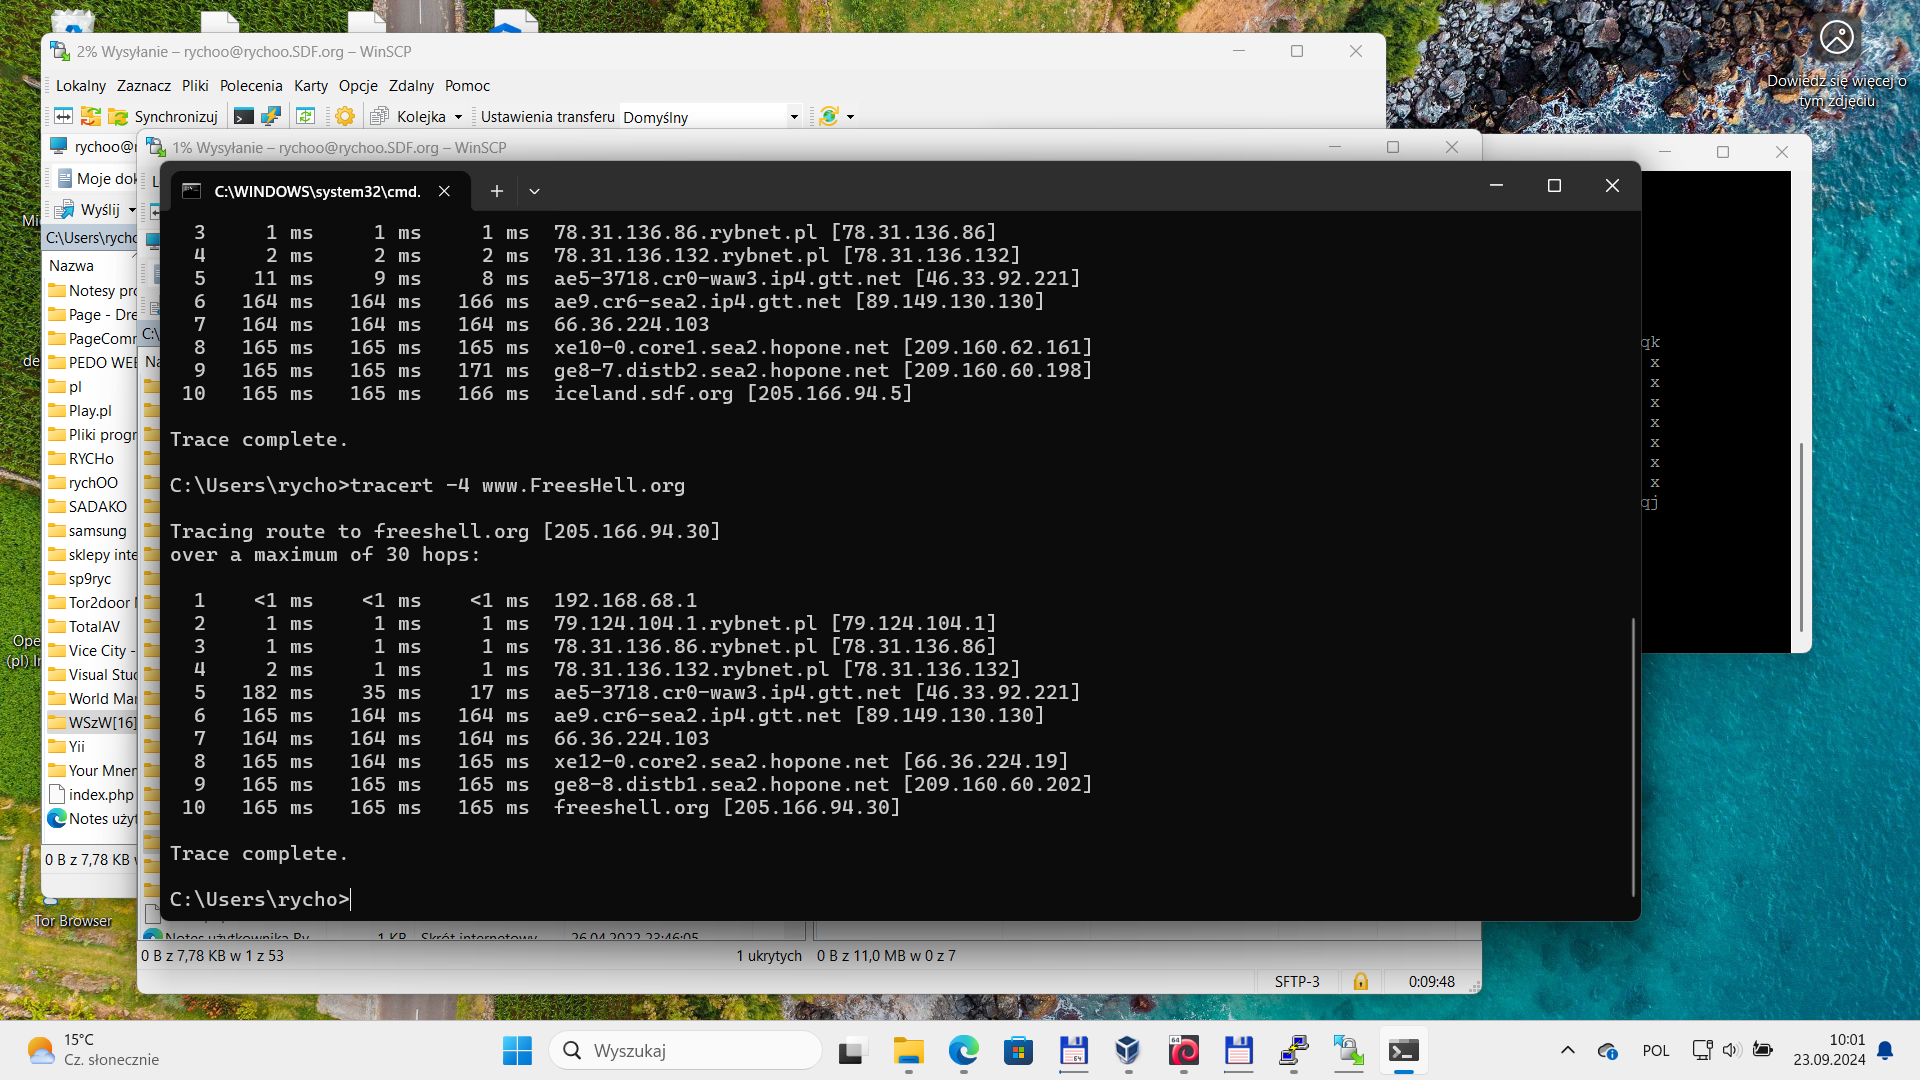 2% Wysyłanie – rychoo@rychoo.SDF.org – WinSCP
Dowiedz się więcej o
tym zdjęciu
Lokalny Zaznacz Pliki Polecenia Karty Opcje Zdalny Pomoc
Synchronizuj Kolejka Ustawienia transferu Domyślny
1% Wysyłanie – rychoo@rychoo.SDF.org – WinSCP
Wyślij
C:\Users\rycho
Nazwa
Page - Dre
pl
Play.pl
RYCHo
rychOO
SADAKO
samsung
sklepy inte
sp9ryc
Tor2door
TotalAV
Vice City -
WSzW[16]
Yii
index.php
0 B z 7,78 KB
Tor Browser
C:\WINDOWS\system32\cmd.
3 1 ms 1 ms 1 ms 78.31.136.86.rybnet.pl [78.31.136.86]
4 2 ms 2 ms 2 ms 78.31.136.132.rybnet.pl [78.31.136.132]
5 11 ms 9 ms 8 ms ae5-3718.cr0-waw3.ip4.gtt.net [46.33.92.221]
6 164 ms 164 ms 166 ms ae9.cr6-sea2.ip4.gtt.net [89.149.130.130]
7 164 ms 164 ms 164 ms 66.36.224.103
8 165 ms 165 ms 165 ms xe10-0.core1.sea2.hopone.net [209.160.62.161]
9 165 ms 165 ms 171 ms ge8-7.distb2.sea2.hopone.net [209.160.60.198]
10 165 ms 165 ms 166 ms iceland.sdf.org [205.166.94.5]
Trace complete.
C:\Users\rycho>tracert -4 www.FreesHell.org
Tracing route to freeshell.org [205.166.94.30]
over a maximum of 30 hops:
1 <1 ms <1 ms <1 ms 192.168.68.1
2 1 ms 1 ms 1 ms 79.124.104.1.rybnet.pl [79.124.104.1]
3 1 ms 1 ms 1 ms 78.31.136.86.rybnet.pl [78.31.136.86]
4 2 ms 1 ms 1 ms 78.31.136.132.rybnet.pl [78.31.136.132]
5 182 ms 35 ms 17 ms ae5-3718.cr0-waw3.ip4.gtt.net [46.33.92.221]
6 165 ms 164 ms 164 ms ae9.cr6-sea2.ip4.gtt.net [89.149.130.130]
7 164 ms 164 ms 164 ms 66.36.224.103
8 165 ms 164 ms 165 ms xe12-0.core2.sea2.hopone.net [66.36.224.19]
9 165 ms 165 ms 165 ms ge8-8.distb1.sea2.hopone.net [209.160.60.202]
10 165 ms 165 ms 165 ms freeshell.org [205.166.94.30]
Trace complete.
C:\Users\rycho>
qk
x
x
x
x
x
x
x
qj
Notes użytkownika Ry 1 KB Skrót internetowy 26.04.2022 23:46:05
0 B z 7,78 KB w 1 z 53 1 ukrytych 0 B z 11,0 MB w 0 z 7
SFTP-3 0:09:48
15°C
Cz. słonecznie
Wyszukaj
POL
10:01
23.09.2024